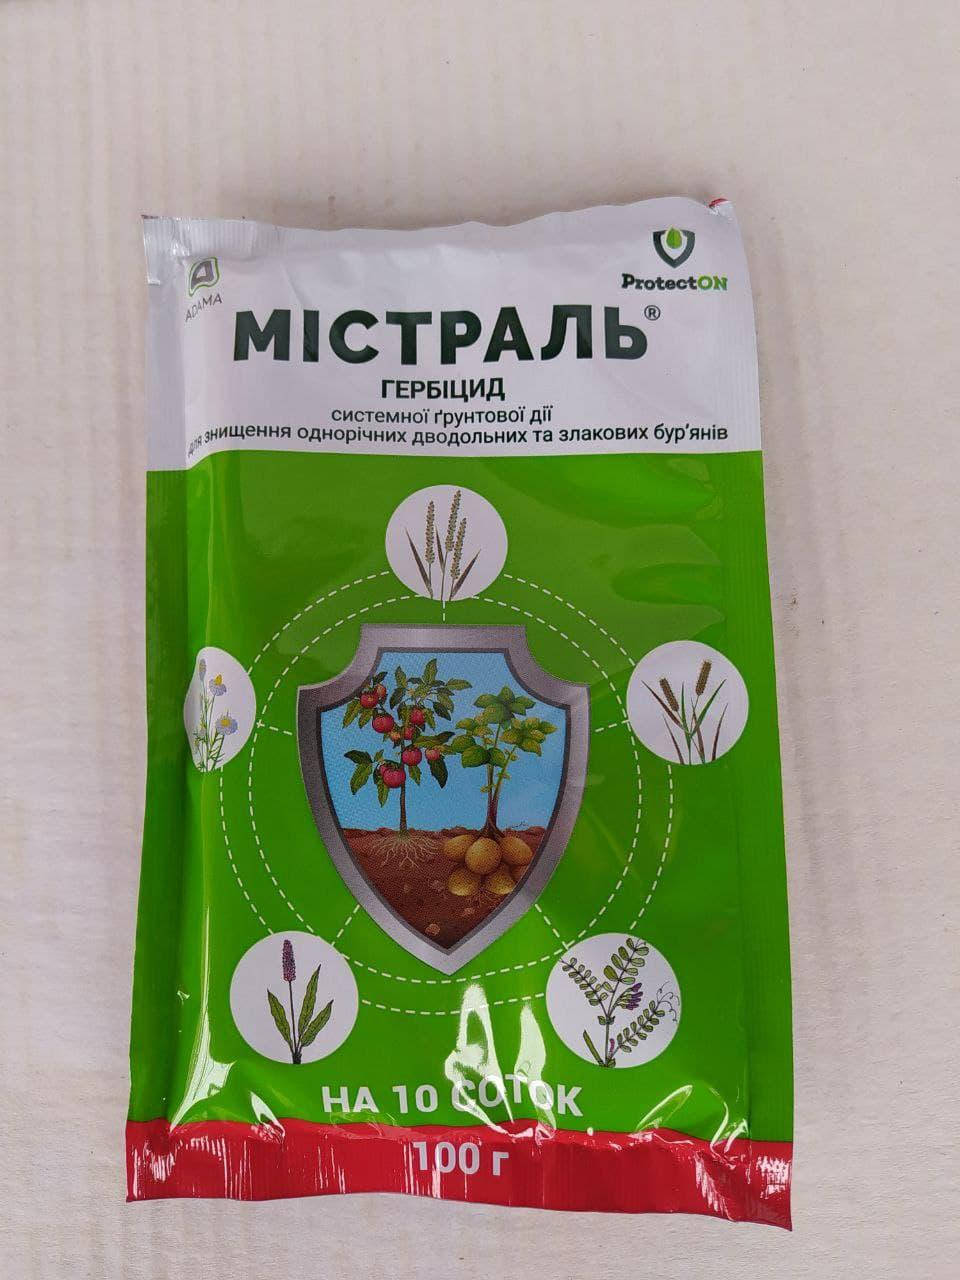 ProtectON
ADAMA
МІСТРАЛЬ®
ГЕРБІЦИД
системної ґрунтової дії
для знищення однорічних дводольних та злакових бур'янів
НА 10 СОТОК
100 г